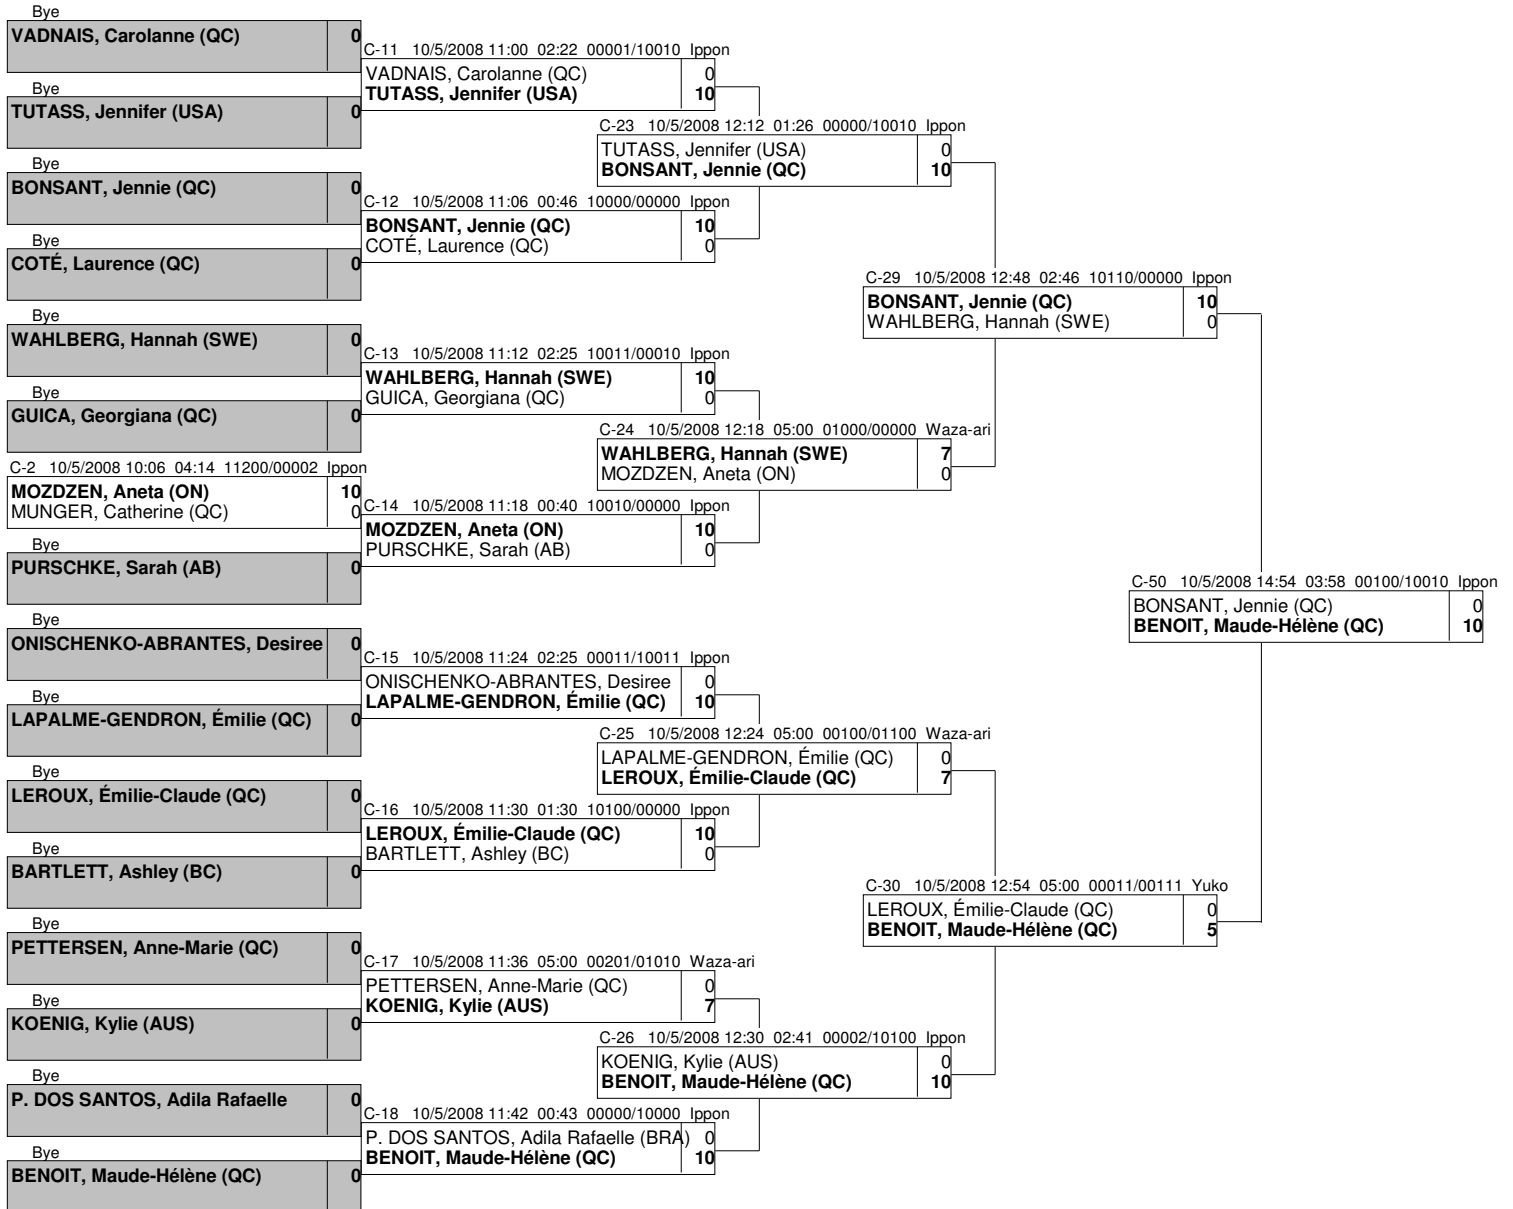 Bye
VADNAIS, Carolanne (QC) 0
Bye
TUTASS, Jennifer (USA) 0
Bye
BONSANT, Jennie (QC) 0
Bye
COTÉ, Laurence (QC) 0
Bye
WAHLBERG, Hannah (SWE) 0
Bye
GUICA, Georgiana (QC) 0
C-2 10/5/2008 10:06 04:14 11200/00002 Ippon
MOZDZEN, Aneta (ON) 10
MUNGER, Catherine (QC) 0
Bye
PURSCHKE, Sarah (AB) 0
Bye
ONISCHENKO-ABRANTES, Desiree 0
Bye
LAPALME-GENDRON, Émilie (QC) 0
Bye
LEROUX, Émilie-Claude (QC) 0
Bye
BARTLETT, Ashley (BC) 0
Bye
PETTERSEN, Anne-Marie (QC) 0
Bye
KOENIG, Kylie (AUS) 0
Bye
P. DOS SANTOS, Adila Rafaelle 0
Bye
BENOIT, Maude-Hélène (QC) 0
C-11 10/5/2008 11:00 02:22 00001/10010 Ippon
VADNAIS, Carolanne (QC) 0
TUTASS, Jennifer (USA) 10
C-12 10/5/2008 11:06 00:46 10000/00000 Ippon
BONSANT, Jennie (QC) 10
COTÉ, Laurence (QC) 0
C-13 10/5/2008 11:12 02:25 10011/00010 Ippon
WAHLBERG, Hannah (SWE) 10
GUICA, Georgiana (QC) 0
C-14 10/5/2008 11:18 00:40 10010/00000 Ippon
MOZDZEN, Aneta (ON) 10
PURSCHKE, Sarah (AB) 0
C-15 10/5/2008 11:24 02:25 00011/10011 Ippon
ONISCHENKO-ABRANTES, Desiree 0
LAPALME-GENDRON, Émilie (QC) 10
C-16 10/5/2008 11:30 01:30 10100/00000 Ippon
LEROUX, Émilie-Claude (QC) 10
BARTLETT, Ashley (BC) 0
C-17 10/5/2008 11:36 05:00 00201/01010 Waza-ari
PETTERSEN, Anne-Marie (QC) 0
KOENIG, Kylie (AUS) 7
C-18 10/5/2008 11:42 00:43 00000/10000 Ippon
P. DOS SANTOS, Adila Rafaelle (BRA) 0
BENOIT, Maude-Hélène (QC) 10
C-23 10/5/2008 12:12 01:26 00000/10010 Ippon
TUTASS, Jennifer (USA) 0
BONSANT, Jennie (QC) 10
C-24 10/5/2008 12:18 05:00 01000/00000 Waza-ari
WAHLBERG, Hannah (SWE) 7
MOZDZEN, Aneta (ON) 0
C-25 10/5/2008 12:24 05:00 00100/01100 Waza-ari
LAPALME-GENDRON, Émilie (QC) 0
LEROUX, Émilie-Claude (QC) 7
C-26 10/5/2008 12:30 02:41 00002/10100 Ippon
KOENIG, Kylie (AUS) 0
BENOIT, Maude-Hélène (QC) 10
C-29 10/5/2008 12:48 02:46 10110/00000 Ippon
BONSANT, Jennie (QC) 10
WAHLBERG, Hannah (SWE) 0
C-30 10/5/2008 12:54 05:00 00011/00111 Yuko
LEROUX, Émilie-Claude (QC) 0
BENOIT, Maude-Hélène (QC) 5
C-50 10/5/2008 14:54 03:58 00100/10010 Ippon
BONSANT, Jennie (QC) 0
BENOIT, Maude-Hélène (QC) 10